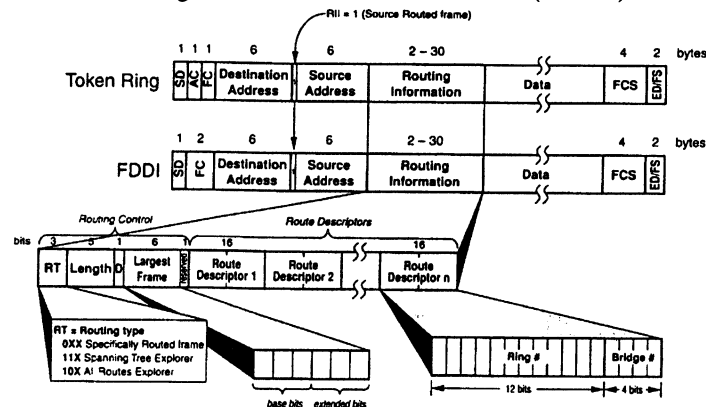 RII = 1 (Source Routed frame)
1 1 1 6 6 2 – 30 4 2 bytes
Token Ring SD AC FC Destination Address Source Address Routing Information Data FCS ED/FS
1 2 6 6 2 – 30 4 2 bytes
FDDI SD FC Destination Address 1 Source Address Routing Information Data FCS ED/FS
Routing Control Route Descriptors
bits 3 5 1 6 1 16 16
RT Length D Largest Frame reserved Route Descriptor 1 Route Descriptor 2 Route Descriptor n
RT = Routing type
0XX Specifically Routed frame
11X Spanning Tree Explorer
10X All Routes Explorer
Ring # Bridge #
12 bits 4 bits
base bits extended bits